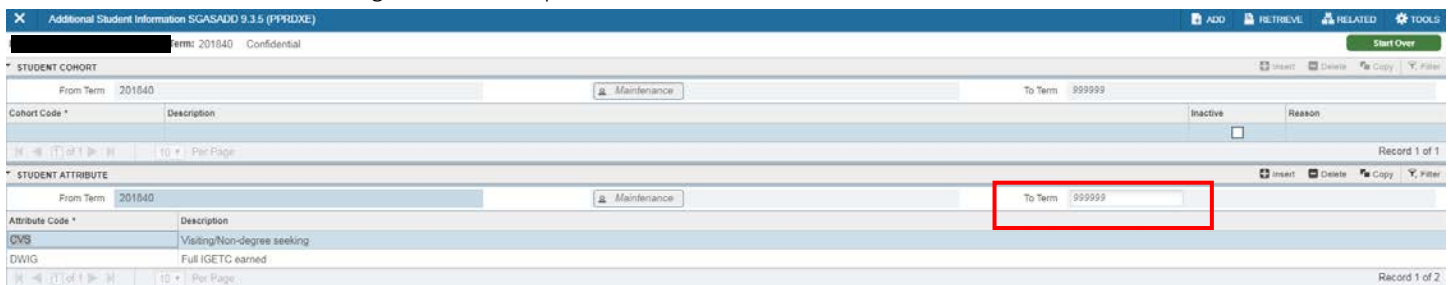 X Additional Student Information SGASADD 9.3.5 (PPRDXE) ADD RETRIEVE RELATED TOOLS
Term: 201840 Confidential Start Over
STUDENT COHORT Insert Delete Copy Filter
From Term 201840 Maintenance To Term 999999
Cohort Code * Description Inactive Reason
1 of 1 10 Per Page Record 1 of 1
STUDENT ATTRIBUTE Insert Delete Copy Filter
From Term 201840 Maintenance To Term 999999
Attribute Code * Description
CVS Visiting/Non-degree seeking
DWIG Full IGETC earned
1 of 1 10 Per Page Record 1 of 2